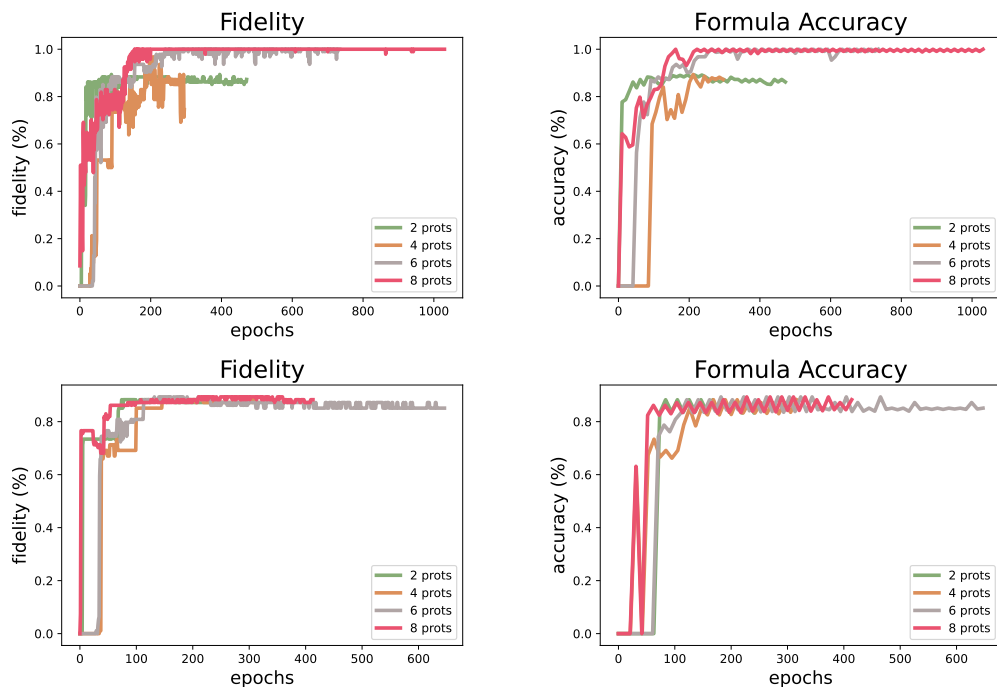 Fidelity
fidelity (%)
1.0
0.8
0.6
0.4
0.2
0.0
2 prots
4 prots
6 prots
8 prots
0 200 400 600 800 1000
epochs
Formula Accuracy
accuracy (%)
1.0
0.8
0.6
0.4
0.2
0.0
2 prots
4 prots
6 prots
8 prots
0 200 400 600 800 1000
epochs
Fidelity
fidelity (%)
0.8
0.6
0.4
0.2
0.0
2 prots
4 prots
6 prots
8 prots
0 100 200 300 400 500 600
epochs
Formula Accuracy
accuracy (%)
0.8
0.6
0.4
0.2
0.0
2 prots
4 prots
6 prots
8 prots
0 100 200 300 400 500 600
epochs